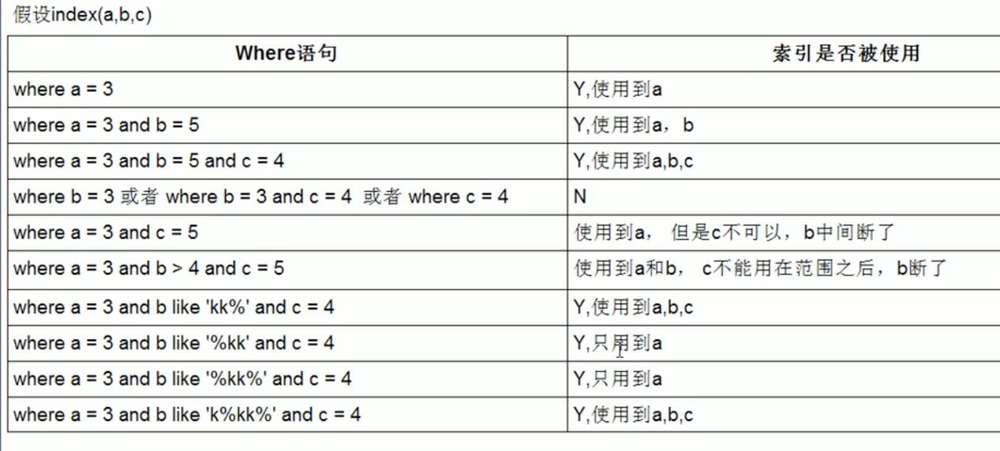 假设index(a,b,c)
Where语句 索引是否被使用
where a = 3 Y,使用到a
where a = 3 and b = 5 Y,使用到a，b
where a = 3 and b = 5 and c = 4 Y,使用到a,b,c
where b = 3 或者 where b = 3 and c = 4 或者 where c = 4 N
where a = 3 and c = 5 使用到a， 但是c不可以，b中间断了
where a = 3 and b > 4 and c = 5 使用到a和b， c不能用在范围之后，b断了
where a = 3 and b like 'kk%' and c = 4 Y,使用到a,b,c
where a = 3 and b like '%kk' and c = 4 Y,只用到a
where a = 3 and b like '%kk%' and c = 4 Y,只用到a
where a = 3 and b like 'k%kk%' and c = 4 Y,使用到a,b,c